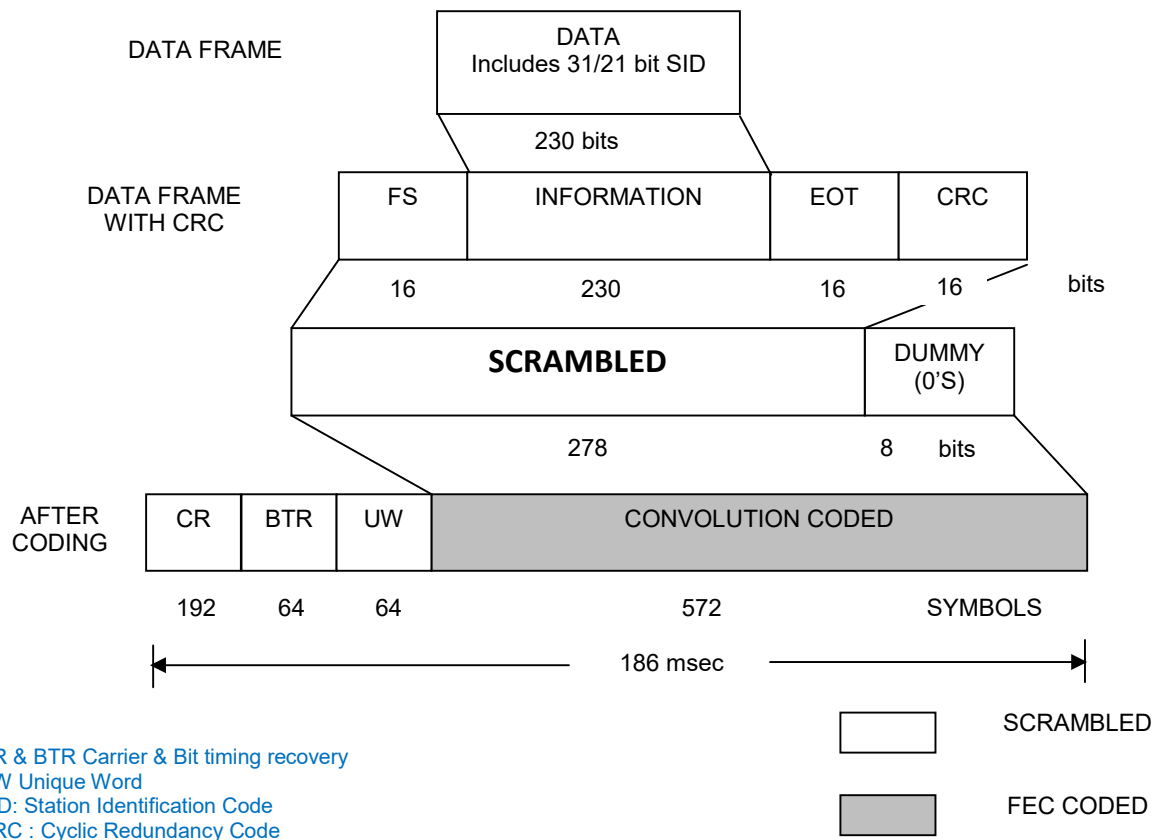 DATA FRAME
DATA
Includes 31/21 bit SID
230 bits
DATA FRAME
WITH CRC
FS
INFORMATION
EOT
CRC
16
230
16
16
bits
SCRAMBLED
DUMMY
(0'S)
278
8
bits
AFTER
CODING
CR
BTR
UW
CONVOLUTION CODED
192
64
64
572
SYMBOLS
186 msec
SCRAMBLED
FEC CODED
R & BTR Carrier & Bit timing recovery
W Unique Word
D: Station Identification Code
RC : Cyclic Redundancy Code